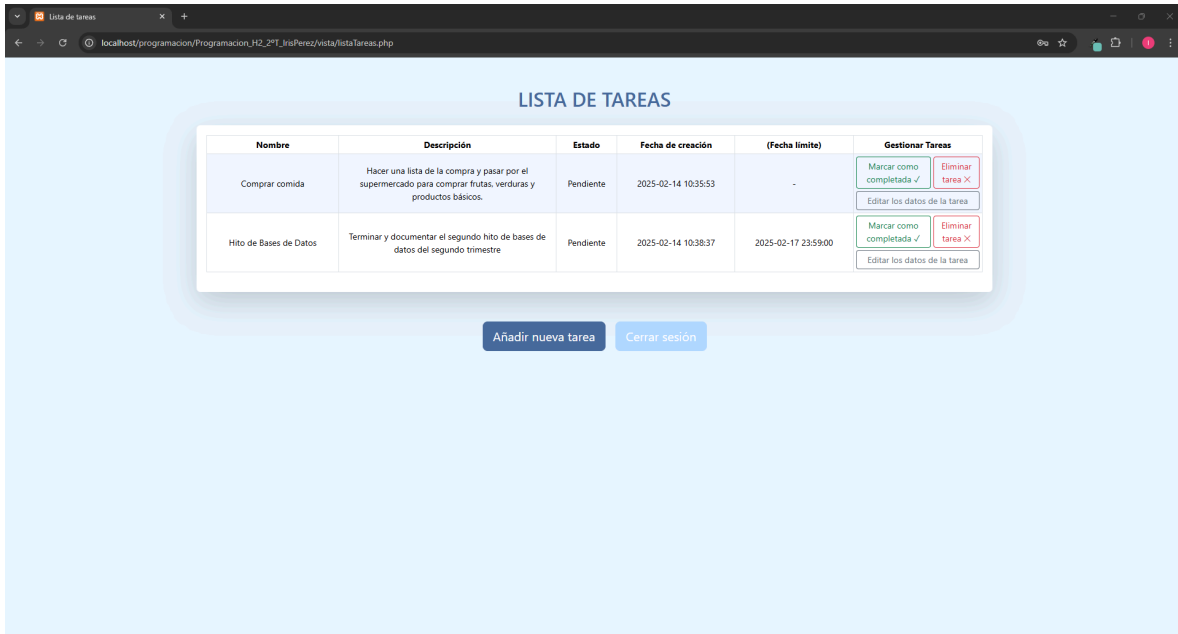 Lista de tareas
localhost/programacion/Programacion_H2_2ºT_IrisPerez/vista/listaTareas.php
I
LISTA DE TAREAS
Nombre Descripción Estado Fecha de creación (Fecha límite) Gestionar Tareas
Comprar comida
Hacer una lista de la compra y pasar por el
supermercado para comprar frutas, verduras y
productos básicos.
Pendiente
2025-02-14 10:35:53
-
Marcar como
completada ✓
Eliminar
tarea ✕
Editar los datos de la tarea
Hito de Bases de Datos
Terminar y documentar el segundo hito de bases de
datos del segundo trimestre
Pendiente
2025-02-14 10:38:37
2025-02-17 23:59:00
Marcar como
completada ✓
Eliminar
tarea ✕
Editar los datos de la tarea
Añadir nueva tarea
Cerrar sesión